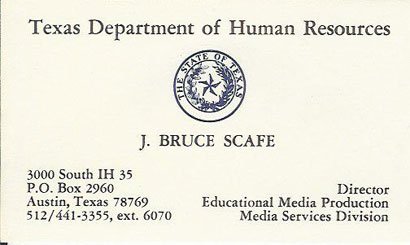 Texas Department of Human Resources
THE STATE OF TEXAS
J. BRUCE SCAFE
3000 South IH 35
P.O. Box 2960
Austin, Texas 78769
512/441-3355, ext. 6070
Director
Educational Media Production
Media Services Division